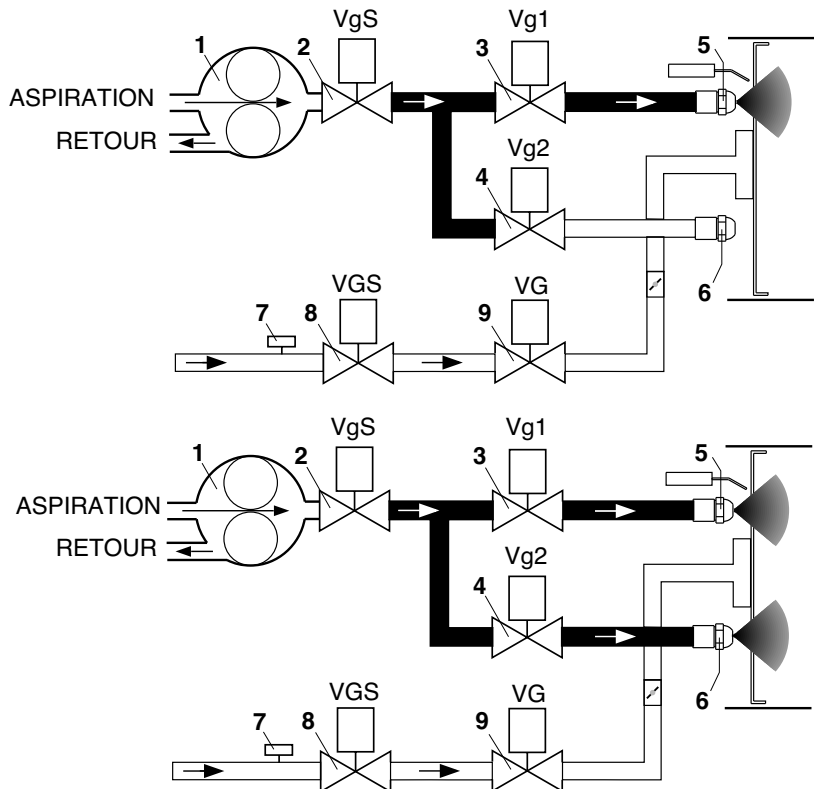 VgS Vg1
1 2 3 5
ASPIRATION
RETOUR
Vg2
4
6
VGS VG
7 8 9
VgS Vg1
1 2 3 5
ASPIRATION
RETOUR
Vg2
4
6
VGS VG
7 8 9